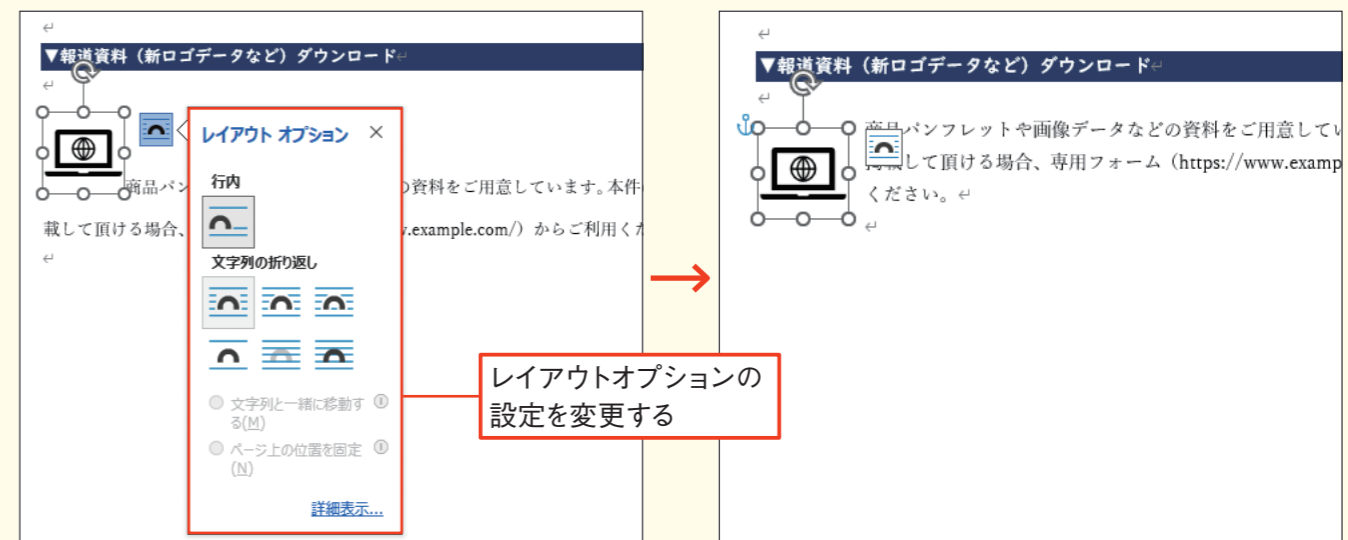 ▼報道資料（新ロゴデータなど）ダウンロード
レイアウト オプション
行内
商品パン
の資料をご用意しています。本件
載して頂ける場合、
.example.com/）からご利用くだ
文字列の折り返し
文字列と一緒に移動す
る(M)
ページ上の位置を固定
(N)
詳細表示...
レイアウトオプションの
設定を変更する
▼報道資料（新ロゴデータなど）ダウンロード
商品パンフレットや画像データなどの資料をご用意してい
して頂ける場合、専用フォーム（https://www.examp
ください。